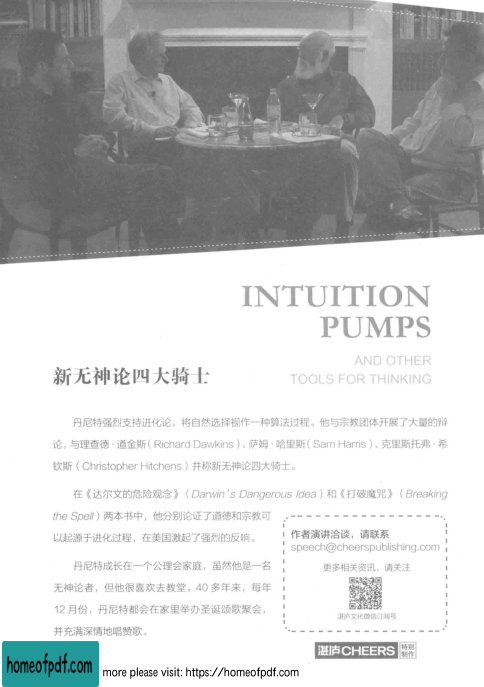 INTUITION
PUMPS
AND OTHER
TOOLS FOR THINKING
新无神论四大骑士
丹尼特强烈支持进化论，将自然选择视作一种算法过程。他与宗教团体开展了大量的辩
论，与理查德·道金斯（Richard Dawkins）、萨姆·哈里斯（Sam Harris）、克里斯托弗·希
钦斯（Christopher Hitchens）并称新无神论四大骑士。
在《达尔文的危险观念》（Darwin's Dangerous Idea）和《打破魔咒》（Breaking
the Spell）两本书中，他分别论证了道德和宗教可
以起源于进化过程，在美国激起了强烈的反响。
丹尼特成长在一个公理会家庭，虽然他是一名
无神论者，但他很喜欢去教堂。40 多年来，每年
12 月份，丹尼特都会在家里举办圣诞颂歌聚会，
并充满深情地唱赞歌。
作者演讲洽谈，请联系
speech@cheerspublishing.com
更多相关资讯，请关注
湛庐文化微信订阅号
湛庐CHEERS 特别制作
homeofpdf.com more please visit: https://homeofpdf.com